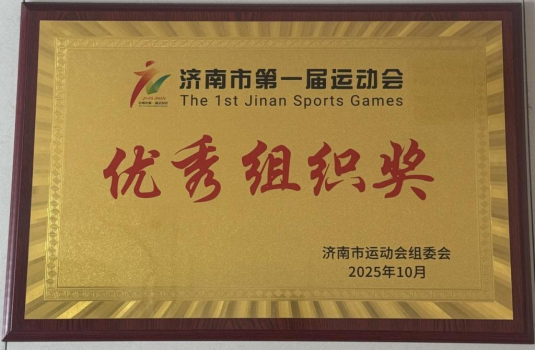 济南市第一届运动会
The 1st Jinan Sports Games
优秀组织奖
济南市运动会组委会
2025年10月